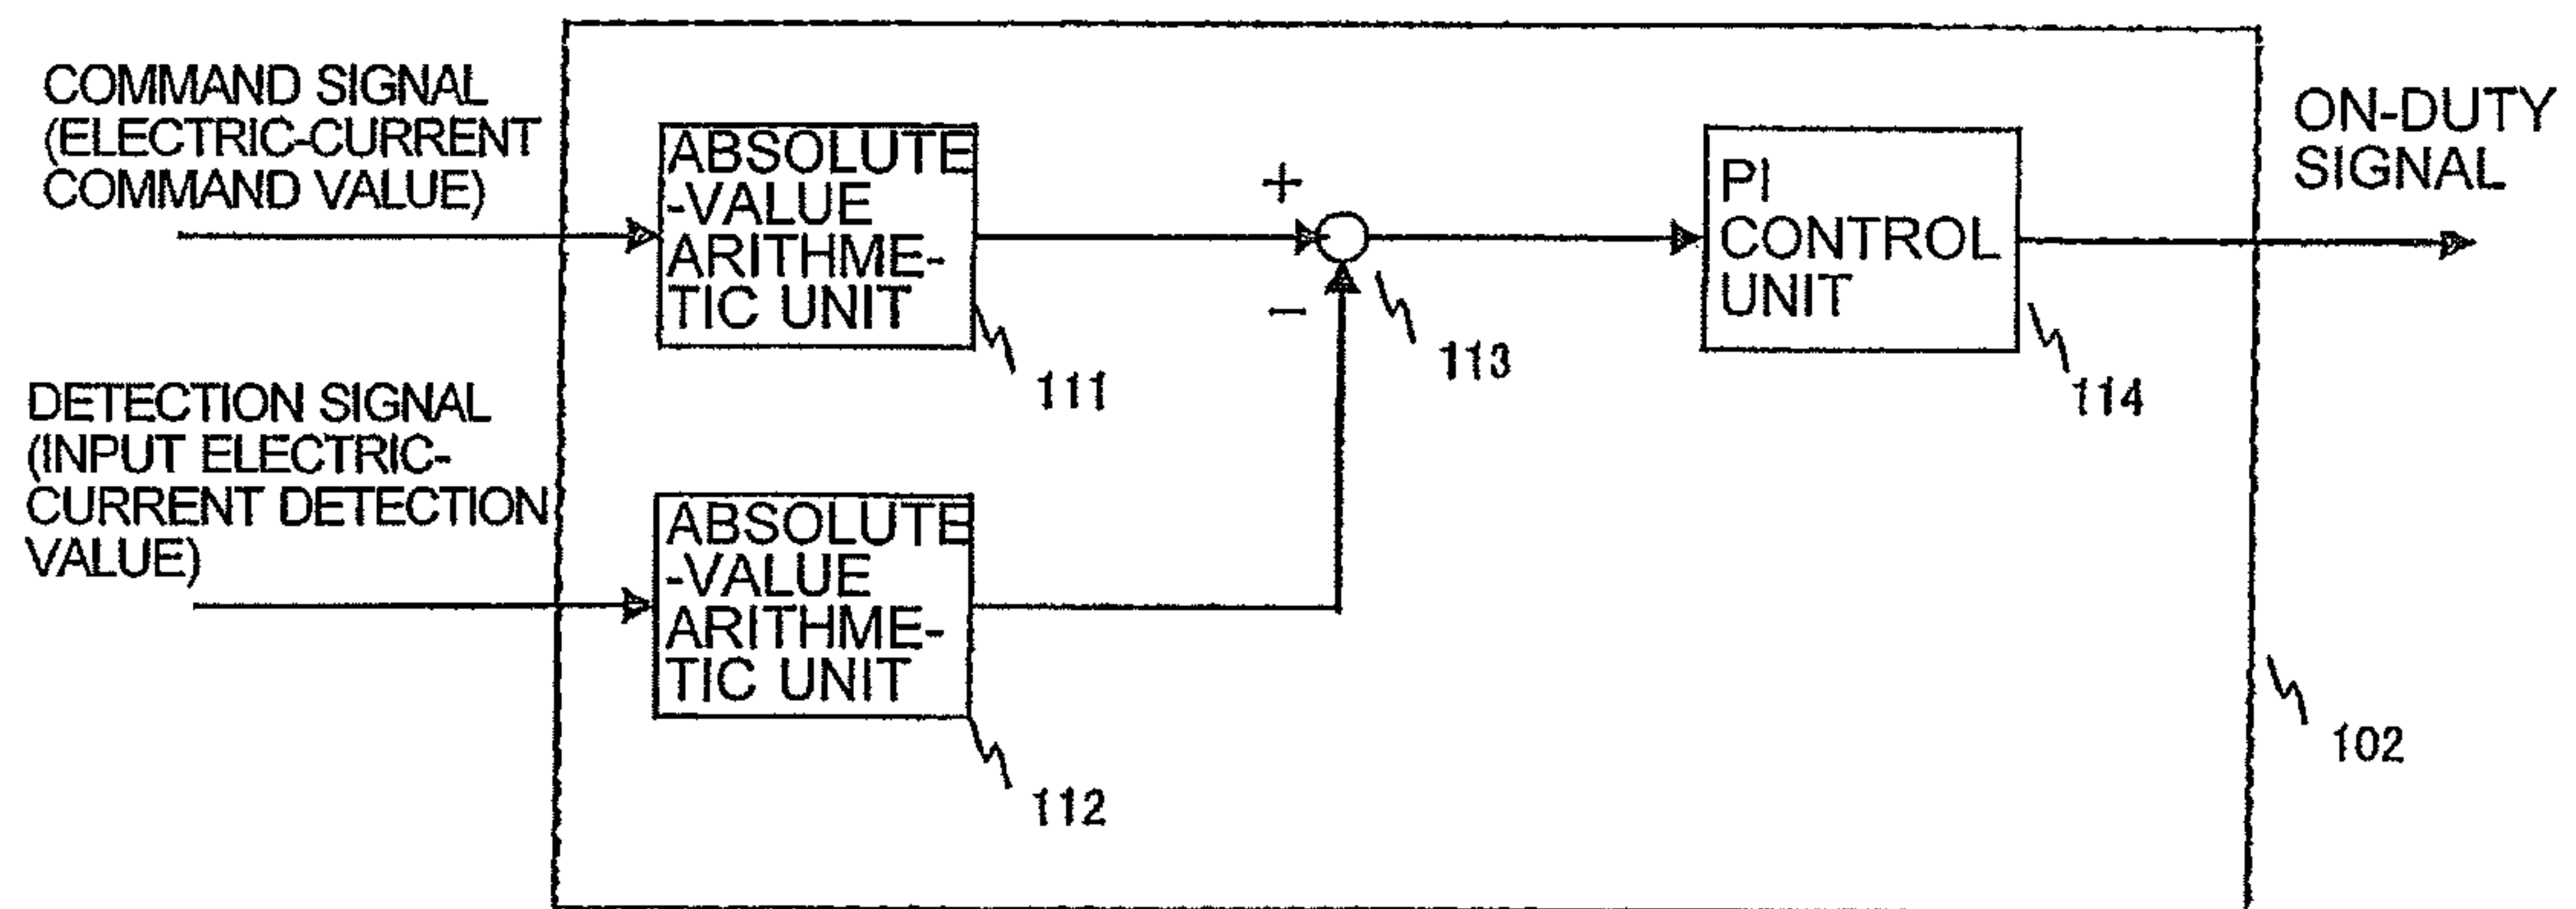 COMMAND SIGNAL
(ELECTRIC-CURRENT
COMMAND VALUE)
ABSOLUTE
-VALUE
ARITHME-
TIC UNIT
111
+
-
113
PI
CONTROL
UNIT
114
ON-DUTY
SIGNAL
DETECTION SIGNAL
(INPUT ELECTRIC-
CURRENT DETECTION
VALUE)
ABSOLUTE
-VALUE
ARITHME-
TIC UNIT
112
102